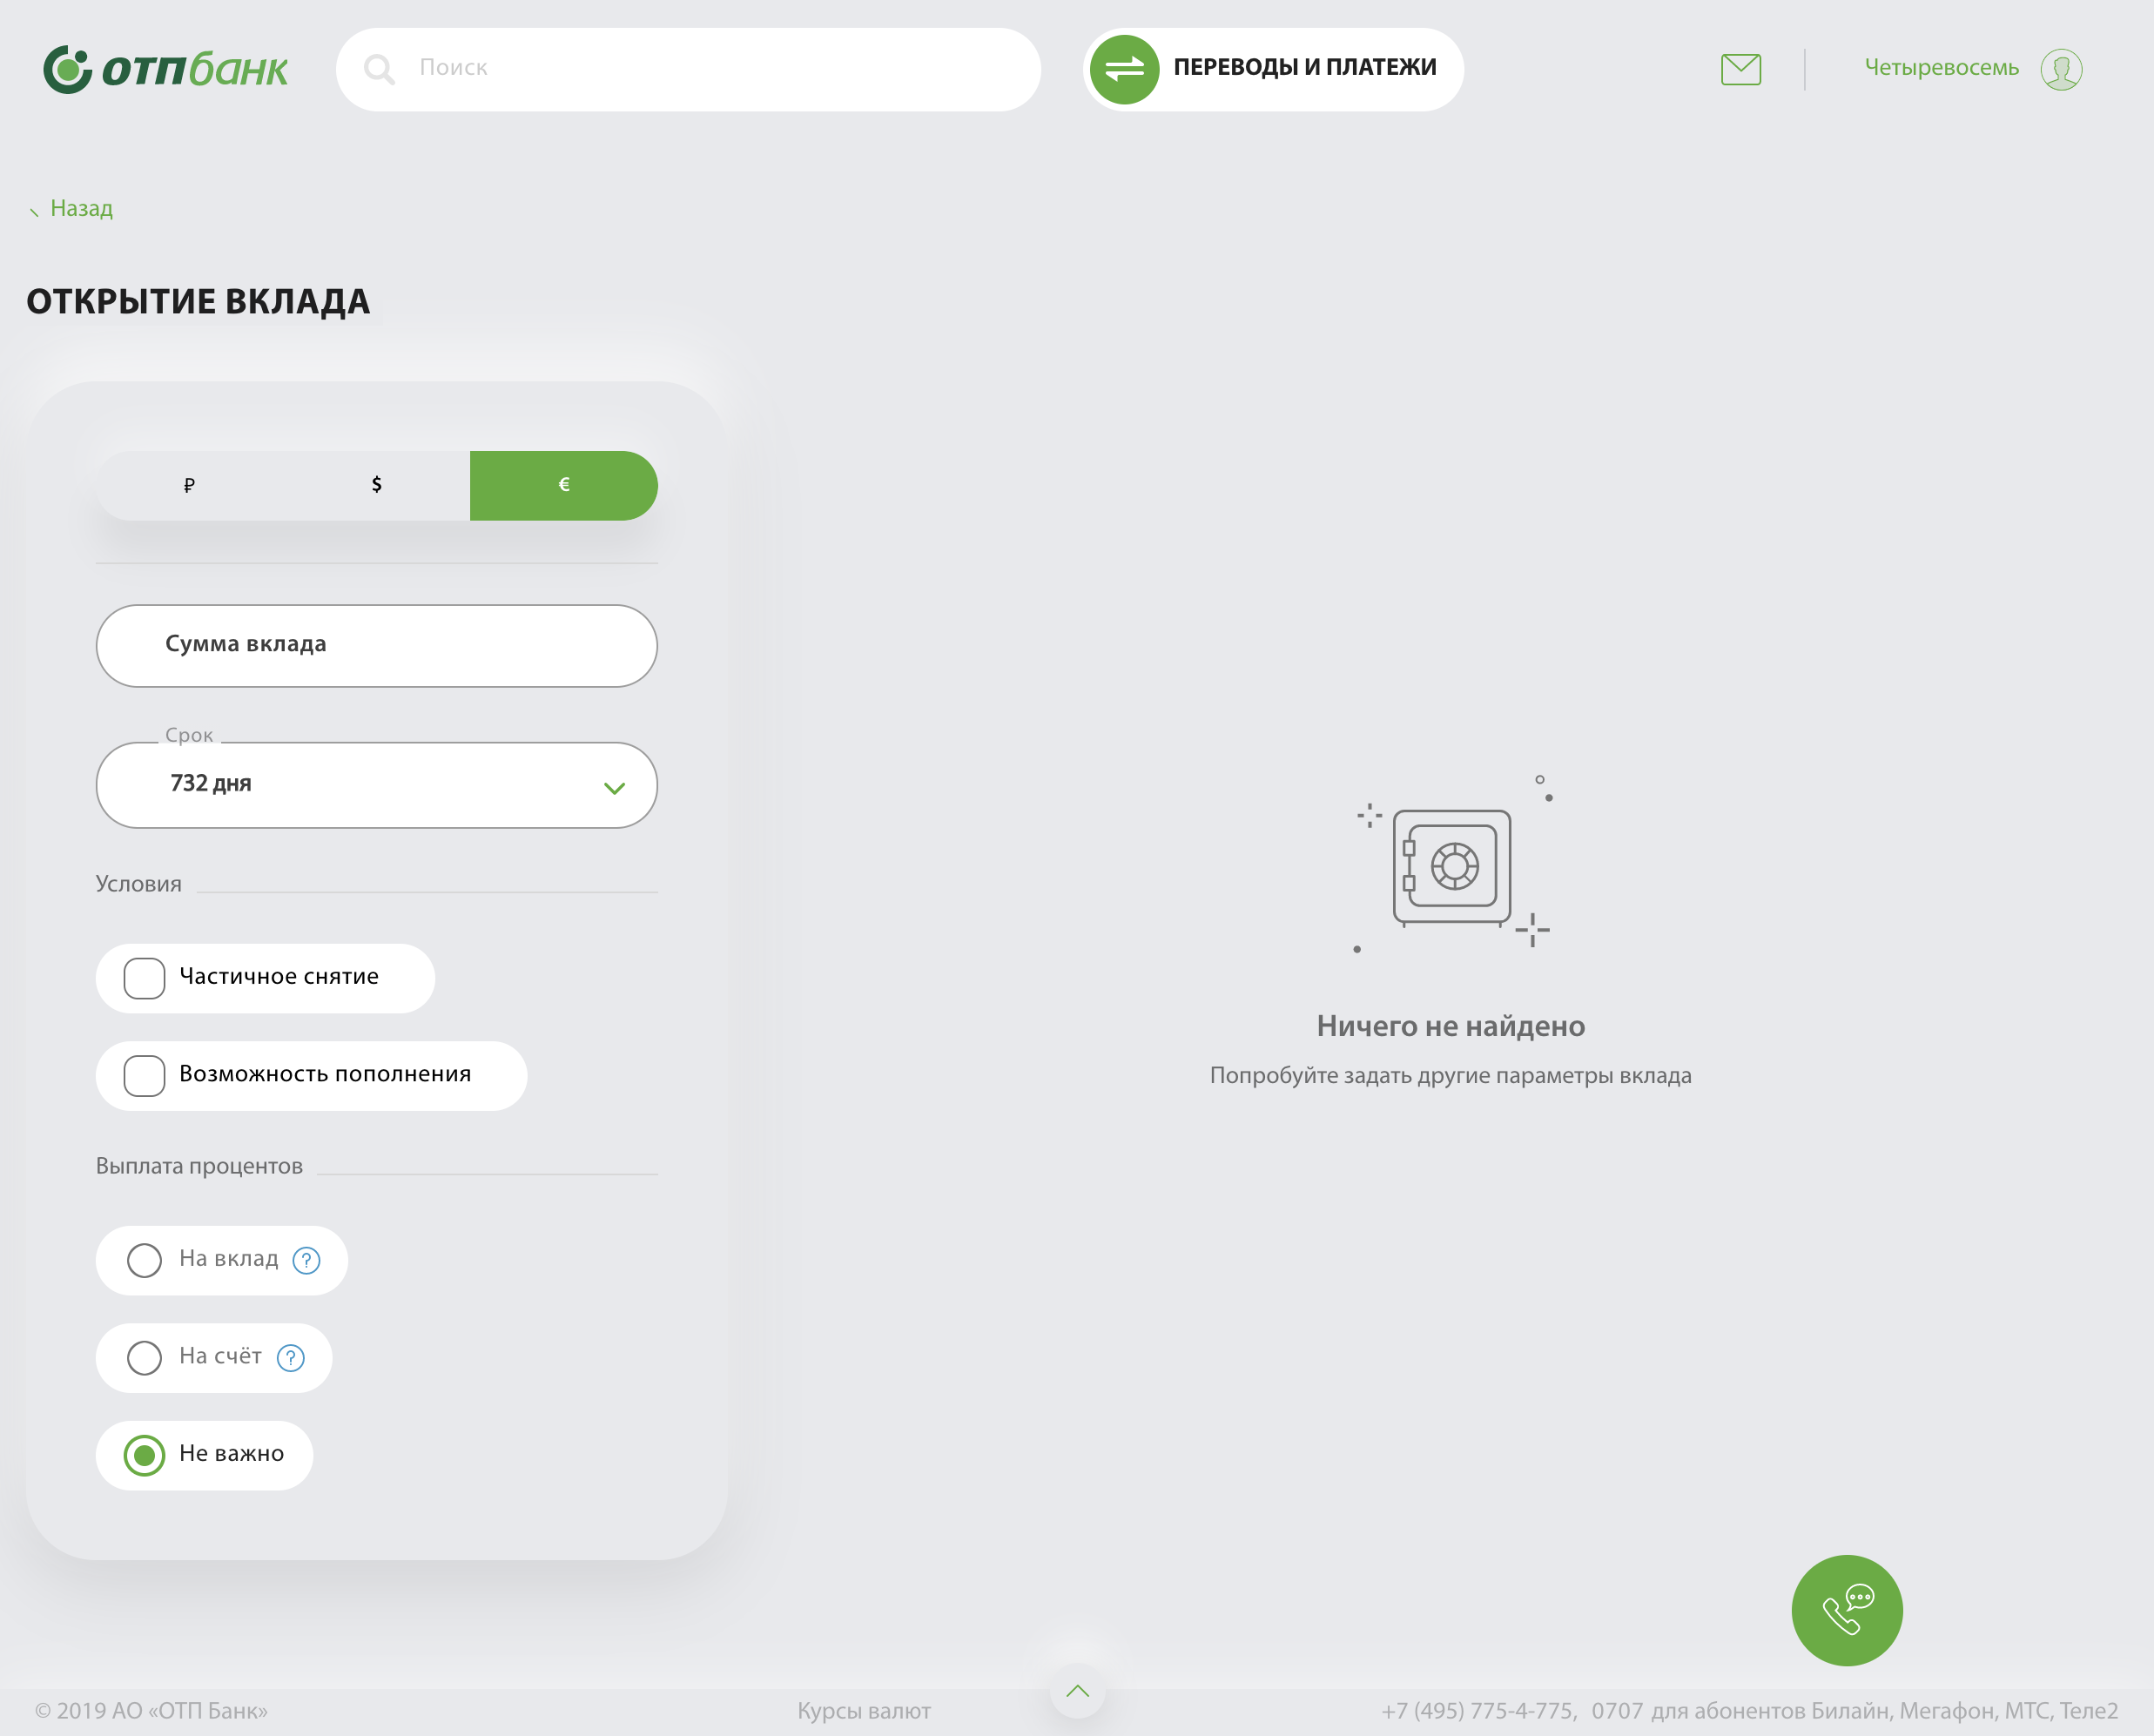 отпбанк
Поиск
ПЕРЕВОДЫ И ПЛАТЕЖИ
Четыревосемь
Назад
ОТКРЫТИЕ ВКЛАДА
₽
$
€
Сумма вклада
Срок
732 дня
Условия
Частичное снятие
Возможность пополнения
Выплата процентов
На вклад ?
На счёт ?
Не важно
Ничего не найдено
Попробуйте задать другие параметры вклада
© 2019 АО «ОТП Банк»
Курсы валют
+7 (495) 775-4-775, 0707 для абонентов Билайн, Мегафон, МТС, Теле2